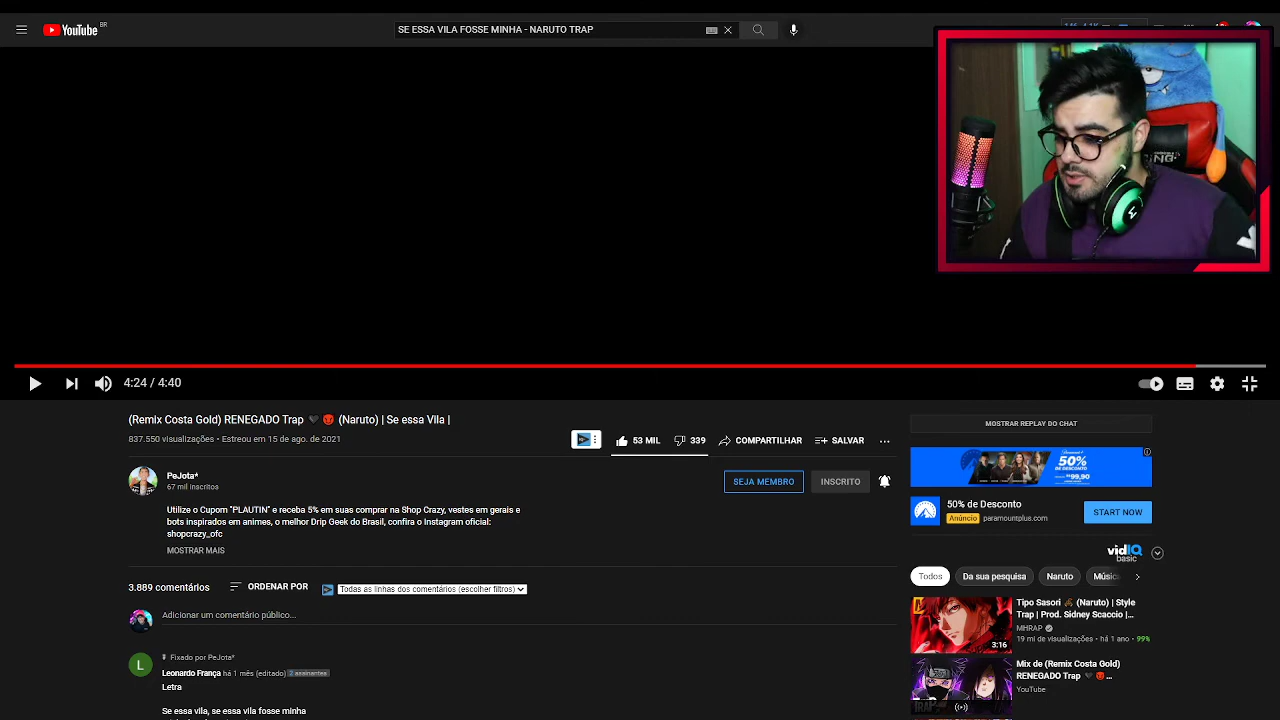 YouTube BR
SE ESSA VILA FOSSE MINHA - NARUTO TRAP
4:24 / 4:40
(Remix Costa Gold) RENEGADO Trap 🖤😡 (Naruto) | Se essa Vila |
837.550 visualizações • Estreou em 15 de ago. de 2021
53 MIL
339
COMPARTILHAR
SALVAR
PeJota*
67 mil inscritos
SEJA MEMBRO
INSCRITO
Utilize o Cupom "PLAUTIN" e receba 5% em suas comprar na Shop Crazy, vestes em gerais e
bots inspirados em animes, o melhor Drip Geek do Brasil, confira o Instagram oficial:
shopcrazy_ofc
MOSTRAR MAIS
3.889 comentários
ORDENAR POR
Todas as linhas dos comentários (escolher filtros)
Adicionar um comentário público...
Fixado por PeJota*
L
Leonardo França há 1 mês (editado) 2 assinantes
Letra
Se essa vila, se essa vila fosse minha
MOSTRAR REPLAY DO CHAT
50%
DE DESCONTO
R$99,90
50% de Desconto
Anúncio paramountplus.com
START NOW
vidIQ
basic
Todos
Da sua pesquisa
Naruto
Músic
Tipo Sasori 🦂 (Naruto) | Style
Trap | Prod. Sidney Scaccio |...
MHRAP
19 mi de visualizações • há 1 ano • 99%
3:16
Mix de (Remix Costa Gold)
RENEGADO Trap 🖤😡...
YouTube